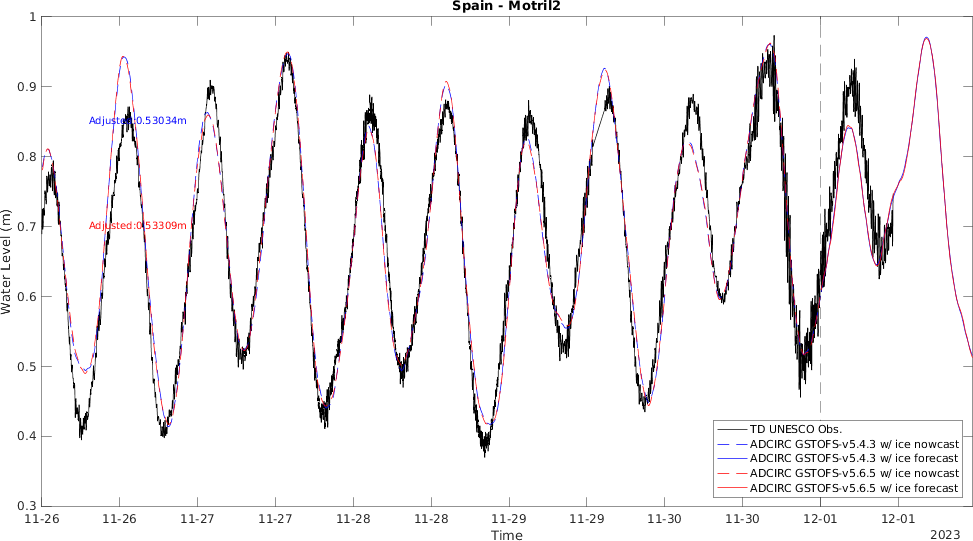 Spain - Motril2
Water Level (m)
1
0.9
0.8
0.7
0.6
0.5
0.4
0.3
Adjusted:0.53034m
Adjusted:0.53309m
TD UNESCO Obs.
ADCIRC GSTOFS-v5.4.3 w/ ice nowcast
ADCIRC GSTOFS-v5.4.3 w/ ice forecast
ADCIRC GSTOFS-v5.6.5 w/ ice nowcast
ADCIRC GSTOFS-v5.6.5 w/ ice forecast
11-26 11-26 11-27 11-27 11-28 11-28 11-29 11-29 11-30 11-30 12-01 12-01
Time
2023